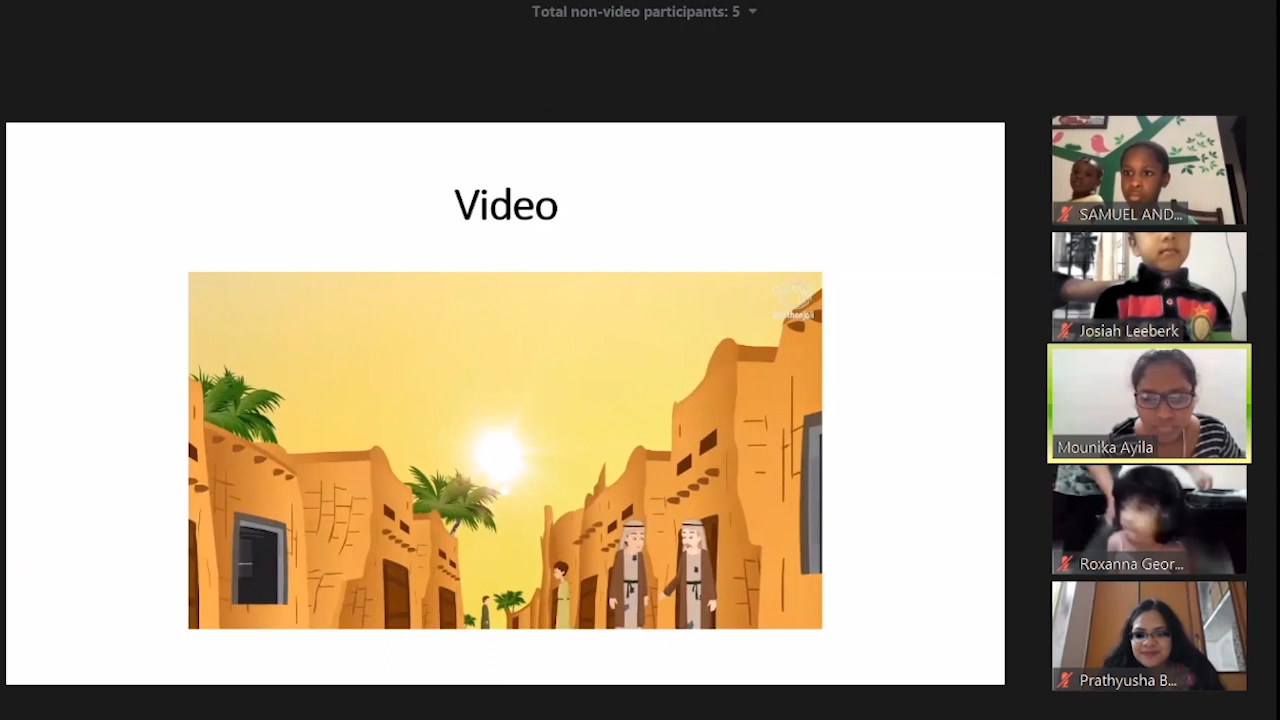 Total non-video participants: 5
Video
SAMUEL AND...
Josiah Leeberk
Mounika Ayila
Roxanna Geor...
Prathyusha B...